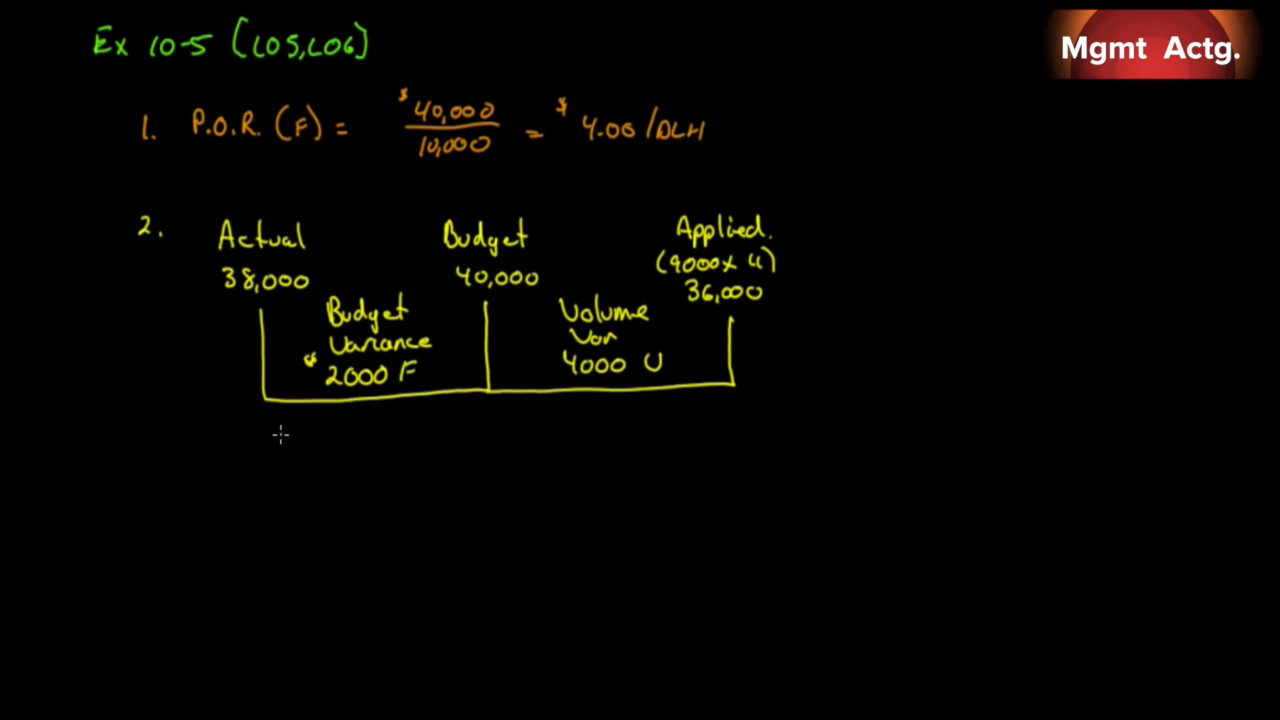 Ex 10-5 (LO5, LO6)
Mgmt Actg.
1. P.O.R. (F) = $40,000 / 10,000 = $4.00 /DLH
2. Actual Budget Applied.
(9000x 4)
38,000 40,000 36,000
Budget Volume
Variance Var
$2000 F 4000 U